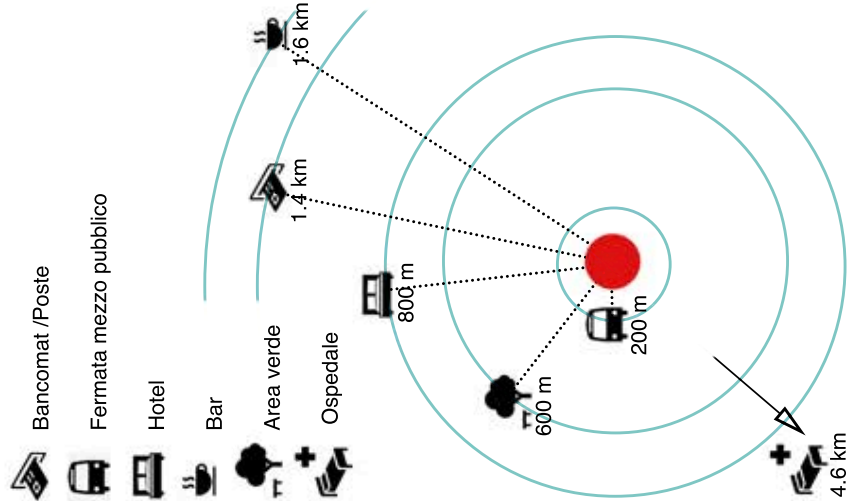 Bancomat /Poste
Fermata mezzo pubblico
Hotel
Bar
Area verde
Ospedale
1.6 km
1.4 km
800 m
600 m
200 m
4.6 km